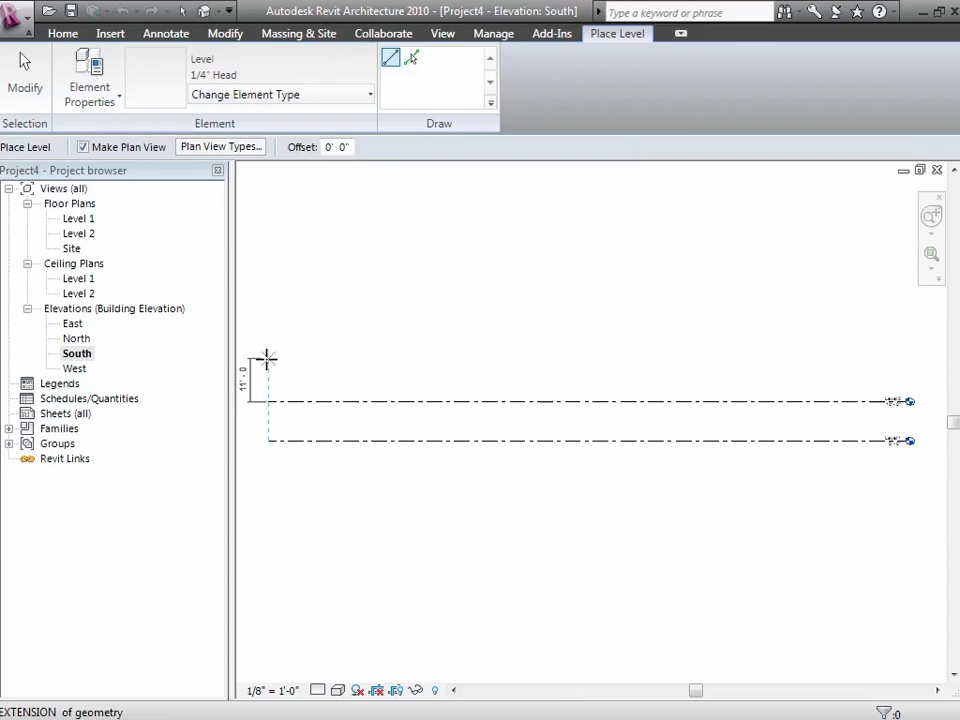 Autodesk Revit Architecture 2010 - [Project4 - Elevation: South]
Type a keyword or phrase
Home Insert Annotate Modify Massing & Site Collaborate View Manage Add-Ins Place Level
Modify
Element
Properties
Level
1/4" Head
Change Element Type
Selection Element Draw
Place Level Make Plan View Plan View Types... Offset: 0' 0"
Project4 - Project browser
Views (all)
Floor Plans
Level 1
Level 2
Site
Ceiling Plans
Level 1
Level 2
Elevations (Building Elevation)
East
North
South
West
Legends
Schedules/Quantities
Sheets (all)
Families
Groups
Revit Links
11' - 0
1/8" = 1'-0"
EXTENSION of geometry
:0